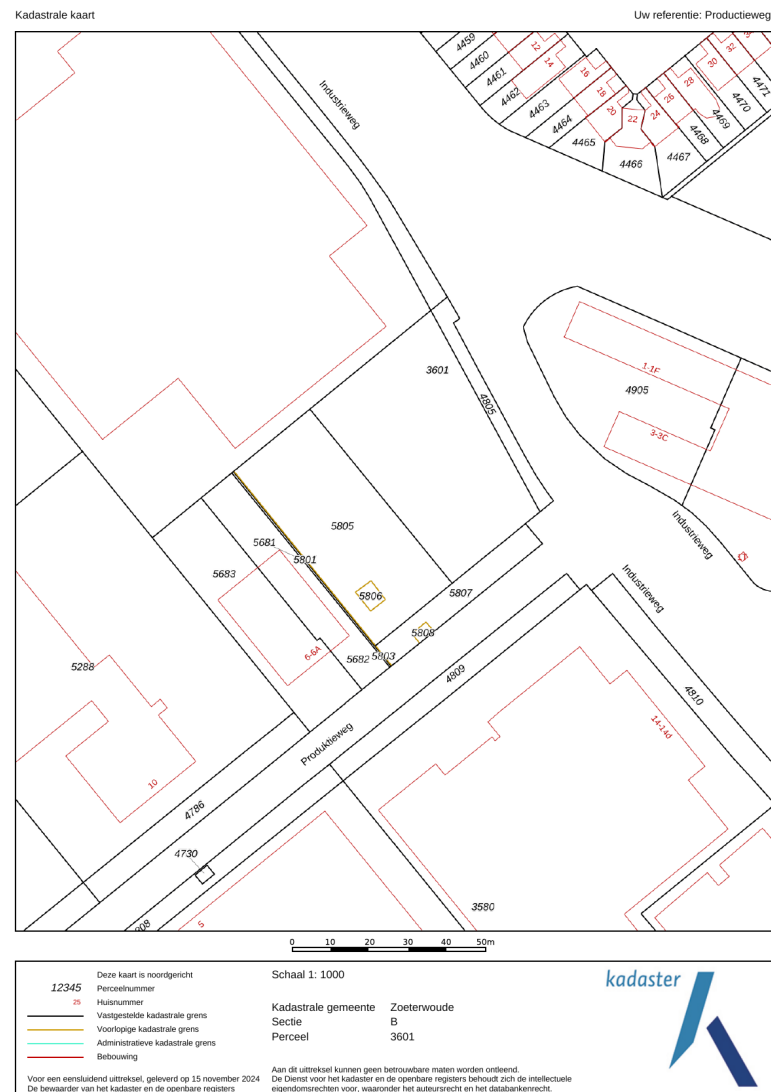 Kadastrale kaart
Uw referentie: Productieweg
Industrieweg
4459
4460
4461
4462
4463
4464
4465
4466
4467
4468
4469
4470
4471
12
14
16
18
20
22
24
26
28
30
32
3601
4805
4905
1-1F
3-3C
13
Industrieweg
Industrieweg
5805
5681
5801
5683
5806
5807
5808
5682
5803
6-6A
5288
4809
4810
14-14d
Produktieweg
10
4786
4730
5
3580
0 10 20 30 40 50m
Deze kaart is noordgericht
12345 Perceelnummer
25 Huisnummer
Vastgestelde kadastrale grens
Voorlopige kadastrale grens
Administratieve kadastrale grens
Bebouwing
Voor een eensluidend uittreksel, geleverd op 15 november 2024
De bewaarder van het kadaster en de openbare registers
Schaal 1: 1000
Kadastrale gemeente Zoeterwoude
Sectie B
Perceel 3601
Aan dit uittreksel kunnen geen betrouwbare maten worden ontleend.
De Dienst voor het kadaster en de openbare registers behoudt zich de intellectuele
eigendomsrechten voor, waaronder het auteursrecht en het databankenrecht.
kadaster